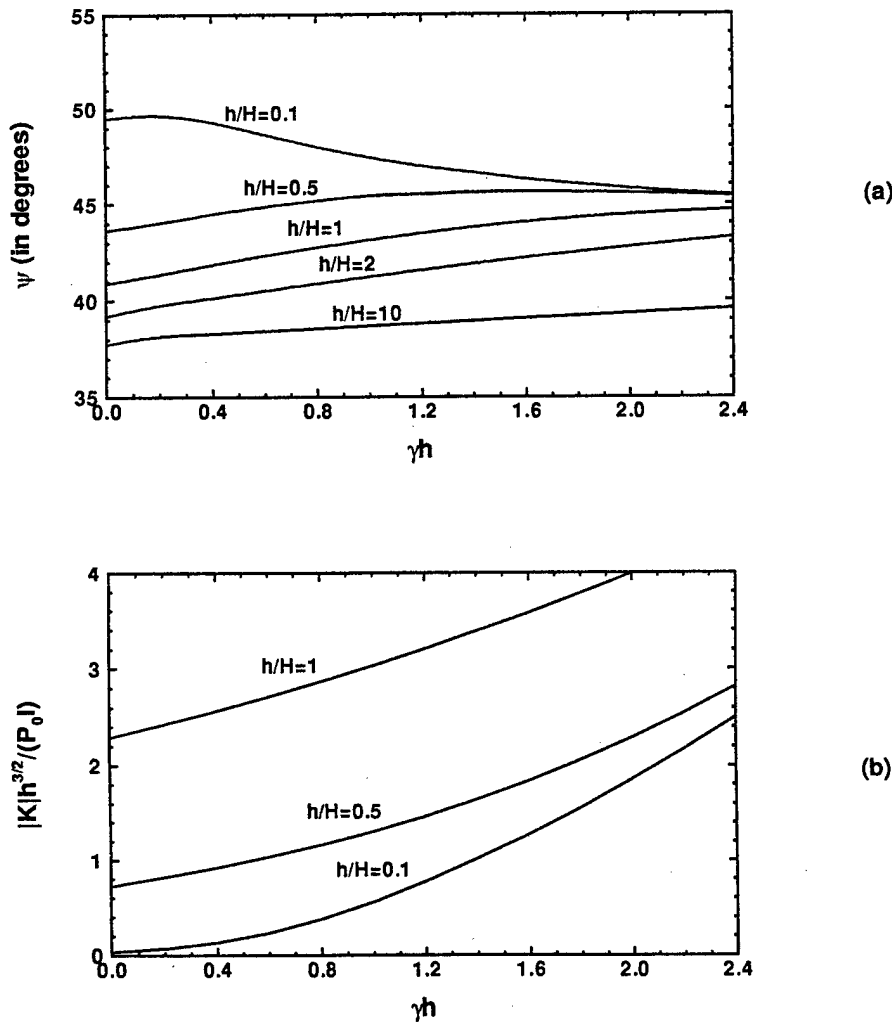 55
50
45
40
35
ψ (in degrees)
h/H=0.1
h/H=0.5
h/H=1
h/H=2
h/H=10
0.0 0.4 0.8 1.2 1.6 2.0 2.4
γh
(a)
4
3
2
1
0
|K|h^{3/2}/(P_0l)
h/H=1
h/H=0.5
h/H=0.1
0.0 0.4 0.8 1.2 1.6 2.0 2.4
γh
(b)